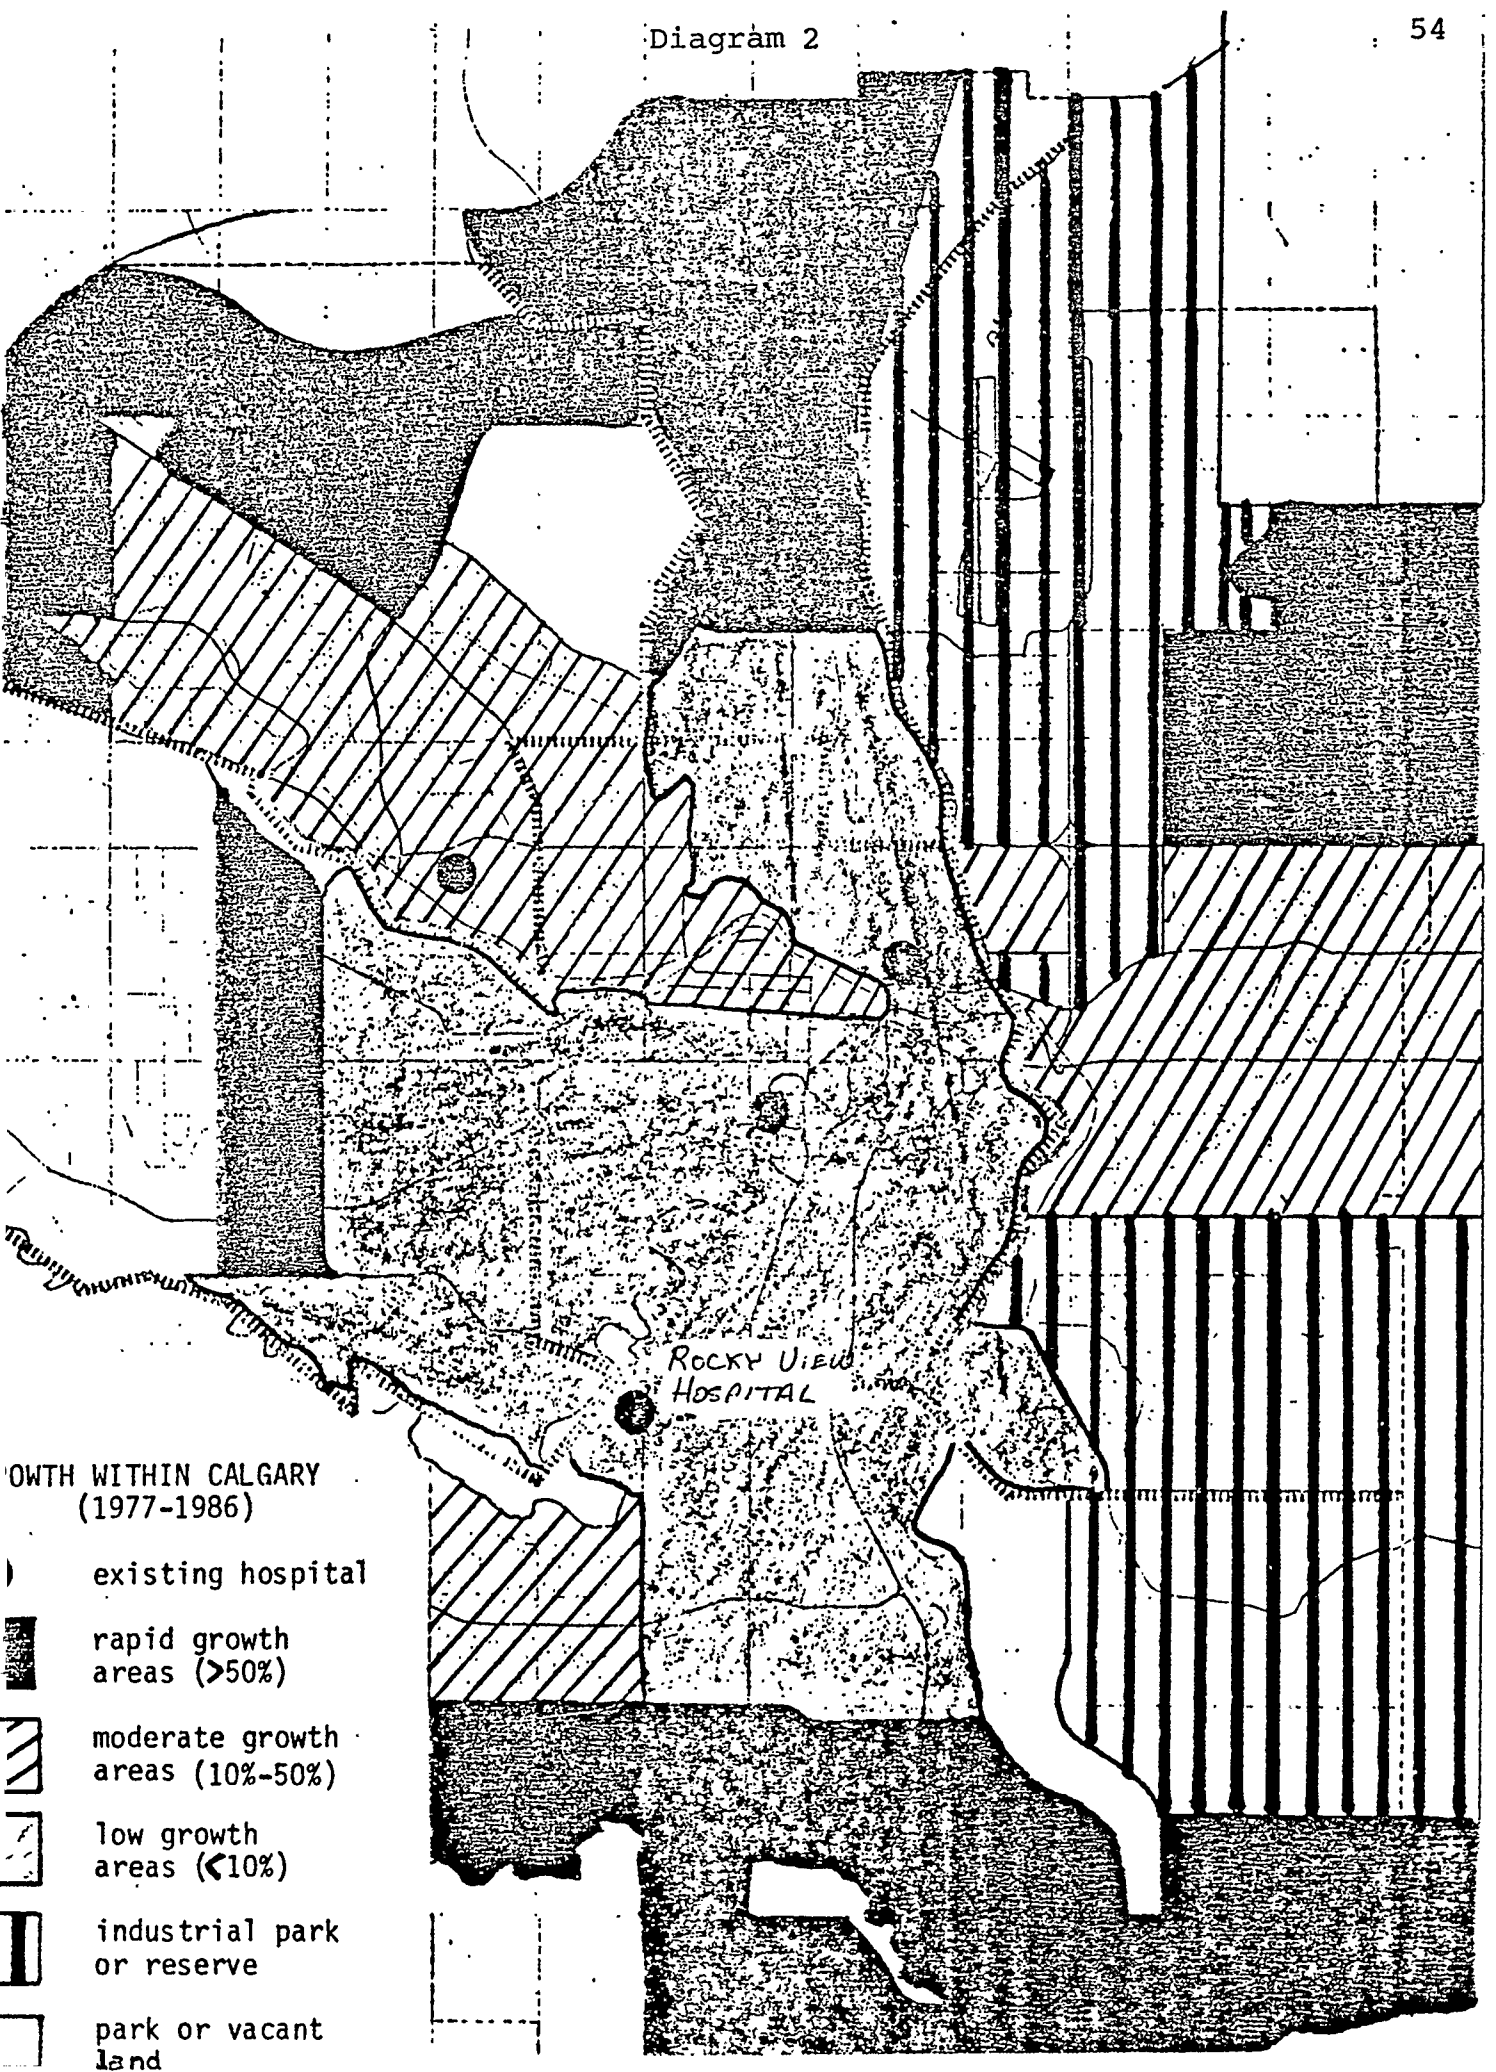 Diagram 2
54
ROCKY VIEW
HOSPITAL
OWTH WITHIN CALGARY
(1977-1986)
existing hospital
rapid growth
areas (>50%)
moderate growth
areas (10%-50%)
low growth
areas (<10%)
industrial park
or reserve
park or vacant
land